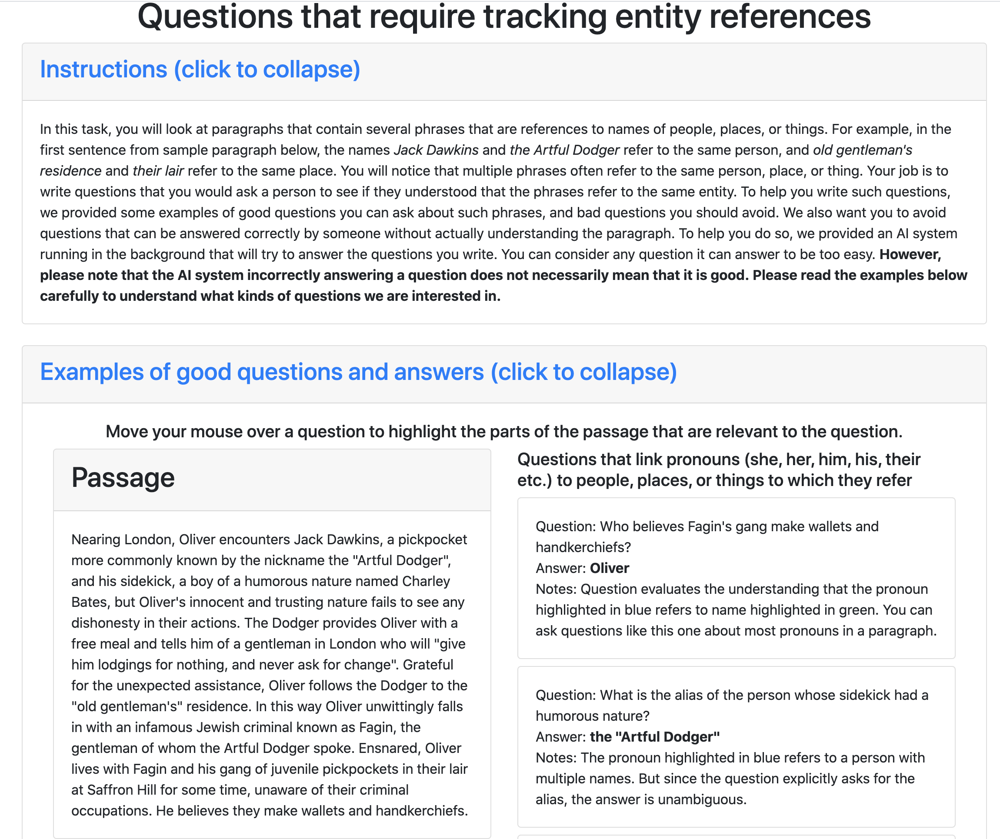 Questions that require tracking entity references
Instructions (click to collapse)
In this task, you will look at paragraphs that contain several phrases that are references to names of people, places, or things. For example, in the
first sentence from sample paragraph below, the names Jack Dawkins and the Artful Dodger refer to the same person, and old gentleman's
residence and their lair refer to the same place. You will notice that multiple phrases often refer to the same person, place, or thing. Your job is to
write questions that you would ask a person to see if they understood that the phrases refer to the same entity. To help you write such questions,
we provided some examples of good questions you can ask about such phrases, and bad questions you should avoid. We also want you to avoid
questions that can be answered correctly by someone without actually understanding the paragraph. To help you do so, we provided an AI system
running in the background that will try to answer the questions you write. You can consider any question it can answer to be too easy. However,
please note that the AI system incorrectly answering a question does not necessarily mean that it is good. Please read the examples below
carefully to understand what kinds of questions we are interested in.
Examples of good questions and answers (click to collapse)
Move your mouse over a question to highlight the parts of the passage that are relevant to the question.
Passage
Nearing London, Oliver encounters Jack Dawkins, a pickpocket
more commonly known by the nickname the "Artful Dodger",
and his sidekick, a boy of a humorous nature named Charley
Bates, but Oliver's innocent and trusting nature fails to see any
dishonesty in their actions. The Dodger provides Oliver with a
free meal and tells him of a gentleman in London who will "give
him lodgings for nothing, and never ask for change". Grateful
for the unexpected assistance, Oliver follows the Dodger to the
"old gentleman's" residence. In this way Oliver unwittingly falls
in with an infamous Jewish criminal known as Fagin, the
gentleman of whom the Artful Dodger spoke. Ensnared, Oliver
lives with Fagin and his gang of juvenile pickpockets in their lair
at Saffron Hill for some time, unaware of their criminal
occupations. He believes they make wallets and handkerchiefs.
Questions that link pronouns (she, her, him, his, their
etc.) to people, places, or things to which they refer
Question: Who believes Fagin's gang make wallets and
handkerchiefs?
Answer: Oliver
Notes: Question evaluates the understanding that the pronoun
highlighted in blue refers to name highlighted in green. You can
ask questions like this one about most pronouns in a paragraph.
Question: What is the alias of the person whose sidekick had a
humorous nature?
Answer: the "Artful Dodger"
Notes: The pronoun highlighted in blue refers to a person with
multiple names. But since the question explicitly asks for the
alias, the answer is unambiguous.